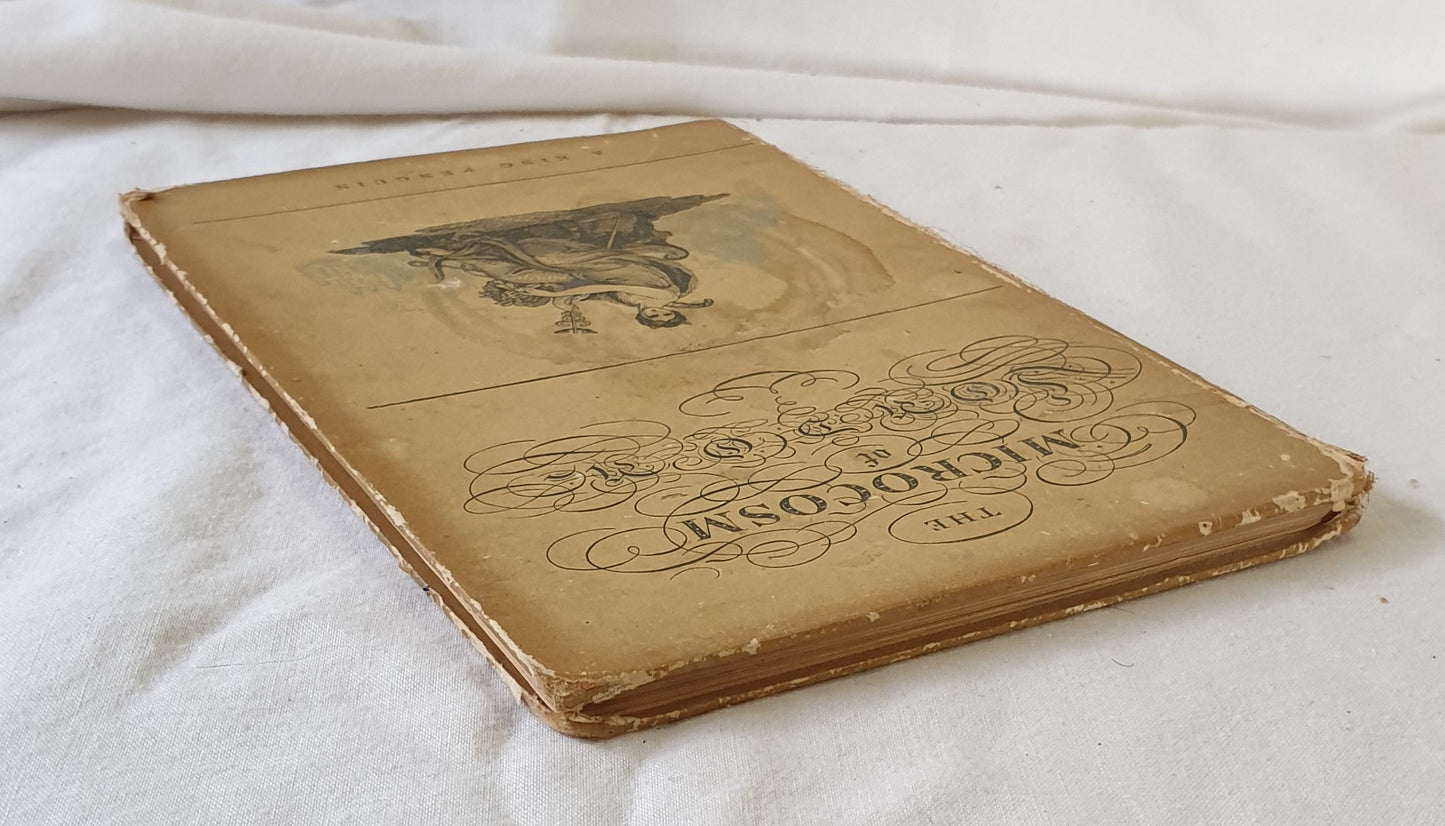 THE
MICROCOSM
OF
LONDON
A KING PENGUIN